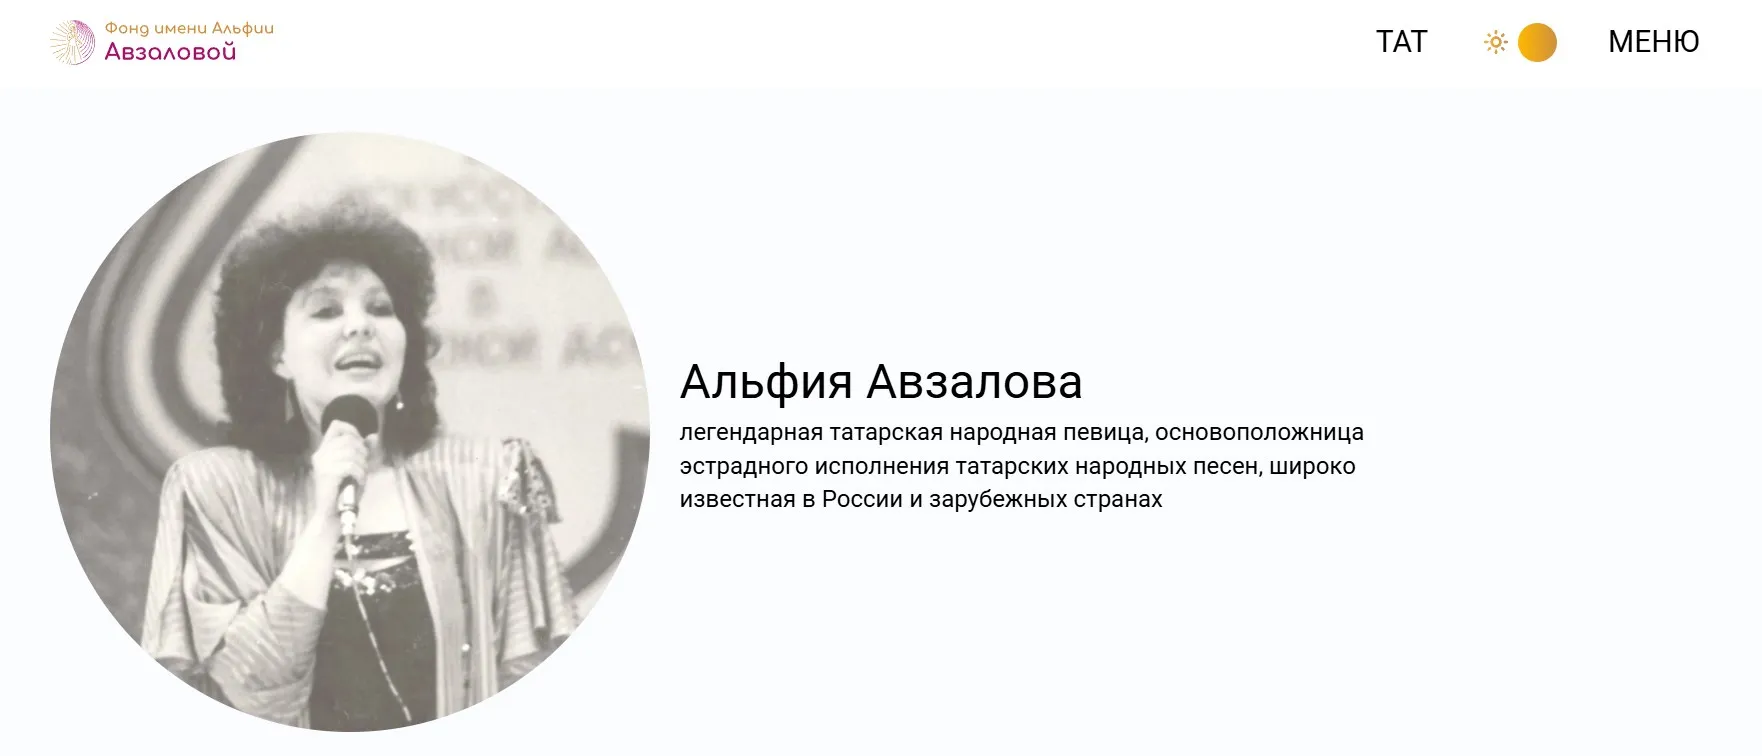 Фонд имени Альфии
Авзаловой
ТАТ
МЕНЮ
Альфия Авзалова
легендарная татарская народная певица, основоположница
эстрадного исполнения татарских народных песен, широко
известная в России и зарубежных странах